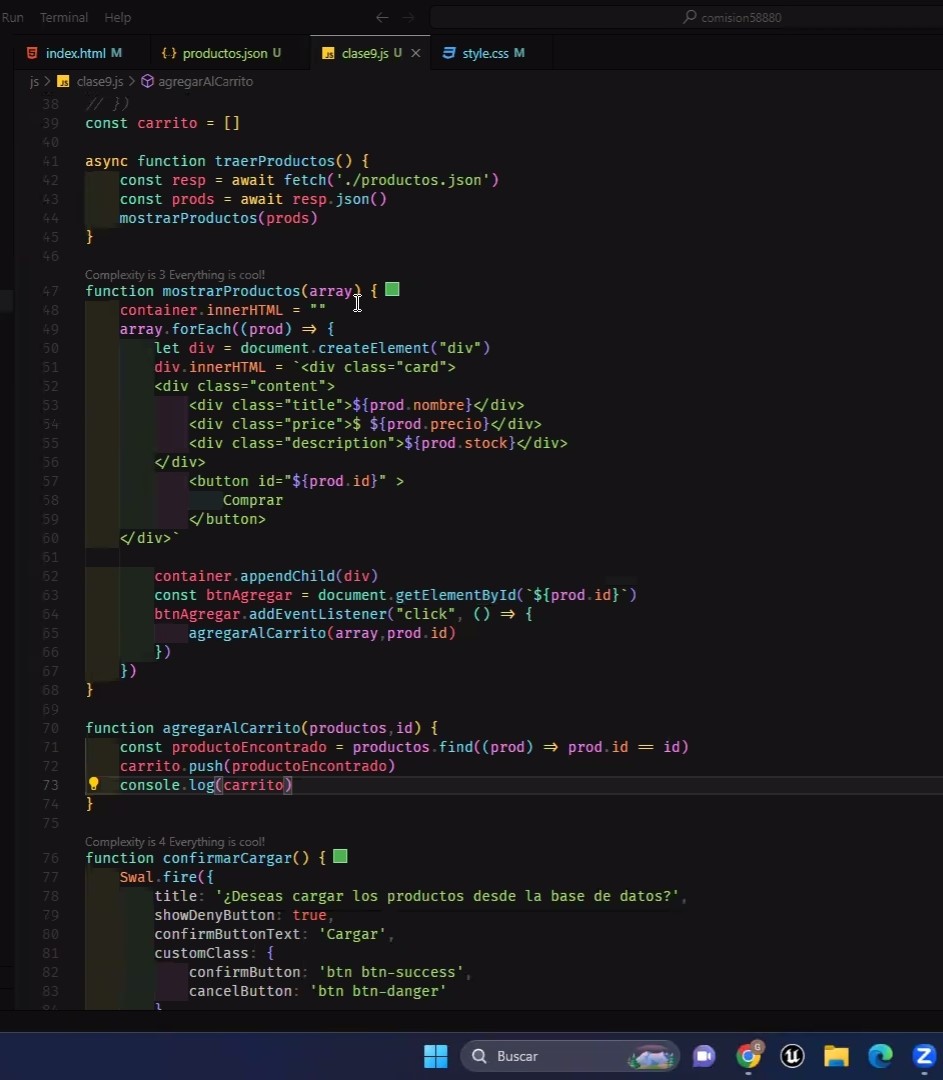 Run Terminal Help comision58880
index.html M productos.json U clase9.js U style.css M
js > clase9.js > agregarAlCarrito
38 // })
39 const carrito = []
40
41 async function traerProductos() {
42 const resp = await fetch('./productos.json')
43 const prods = await resp.json()
44 mostrarProductos(prods)
45 }
46
Complexity is 3 Everything is cool!
47 function mostrarProductos(array) {
48 container.innerHTML = ""
49 array.forEach((prod) => {
50 let div = document.createElement("div")
51 div.innerHTML = `<div class="card">
52 <div class="content">
53 <div class="title">${prod.nombre}</div>
54 <div class="price">$ ${prod.precio}</div>
55 <div class="description">${prod.stock}</div>
56 </div>
57 <button id="${prod.id}" >
58 Comprar
59 </button>
60 </div>`
61
62 container.appendChild(div)
63 const btnAgregar = document.getElementById(`${prod.id}`)
64 btnAgregar.addEventListener("click", () => {
65 agregarAlCarrito(array,prod.id)
66 })
67 })
68 }
69
70 function agregarAlCarrito(productos,id) {
71 const productoEncontrado = productos.find((prod) => prod.id == id)
72 carrito.push(productoEncontrado)
73 console.log(carrito)
74 }
75
Complexity is 4 Everything is cool!
76 function confirmarCargar() {
77 Swal.fire({
78 title: '¿Deseas cargar los productos desde la base de datos?',
79 showDenyButton: true,
80 confirmButtonText: 'Cargar',
81 customClass: {
82 confirmButton: 'btn btn-success',
83 cancelButton: 'btn btn-danger'
84 }
Buscar